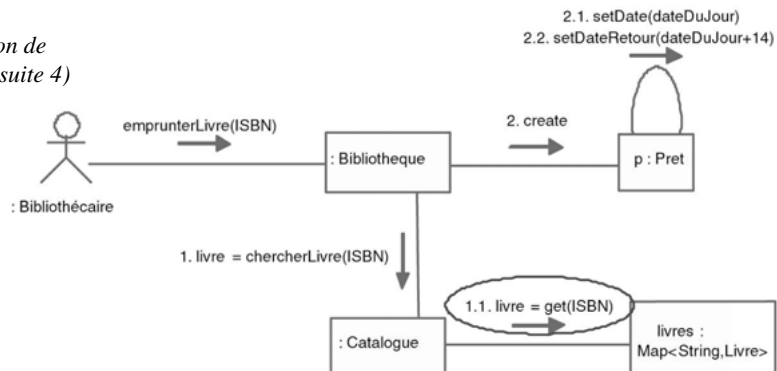 on de
suite 4)
2.1. setDate(dateDuJour)
2.2. setDateRetour(dateDuJour+14)
emprunterLivre(ISBN)
2. create
: Bibliotheque
p : Pret
: Bibliothécaire
1. livre = chercherLivre(ISBN)
1.1. livre = get(ISBN)
: Catalogue
livres :
Map<String,Livre>